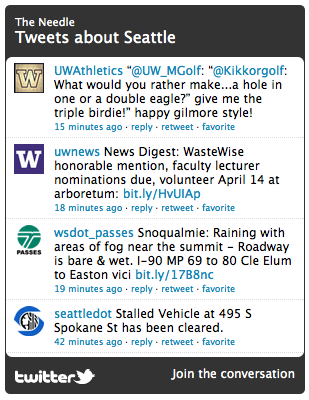 The Needle
Tweets about Seattle
W
UWAthletics “@UW_MGolf: “@Kikkorgolf:
What would you rather make...a hole in
one or a double eagle?” give me the
triple birdie!” happy gilmore style!
15 minutes ago · reply · retweet · favorite
W
uwnews News Digest: WasteWise
honorable mention, faculty lecturer
nominations due, volunteer April 14 at
arboretum: bit.ly/HvUIAp
18 minutes ago · reply · retweet · favorite
PASSES
wsdot_passes Snoqualmie: Raining with
areas of fog near the summit - Roadway
is bare & wet. I-90 MP 69 to 80 Cle Elum
to Easton vici bit.ly/17B8nc
19 minutes ago · reply · retweet · favorite
seattledot Stalled Vehicle at 495 S
Spokane St has been cleared.
42 minutes ago · reply · retweet · favorite
twitter
Join the conversation